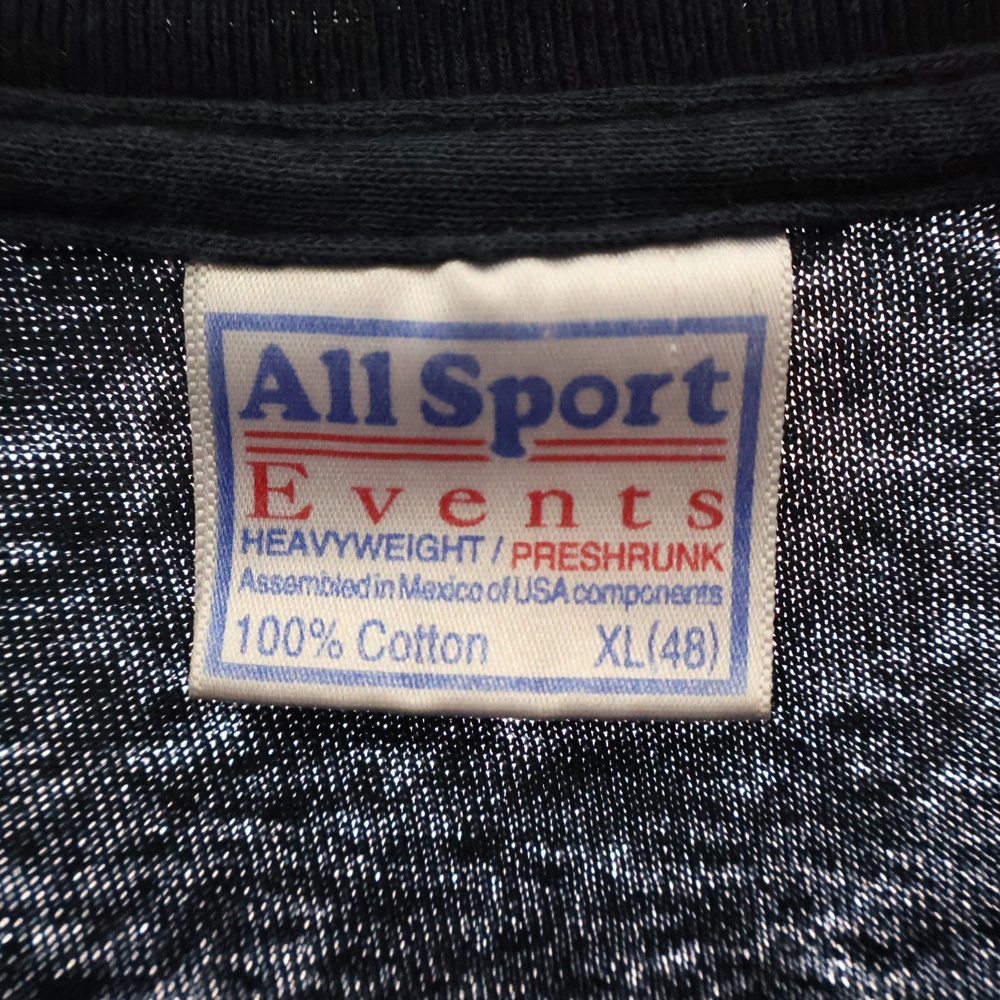 All Sport
Events
HEAVYWEIGHT / PRESHRUNK
Assembled in Mexico of USA components
100% Cotton XL(48)